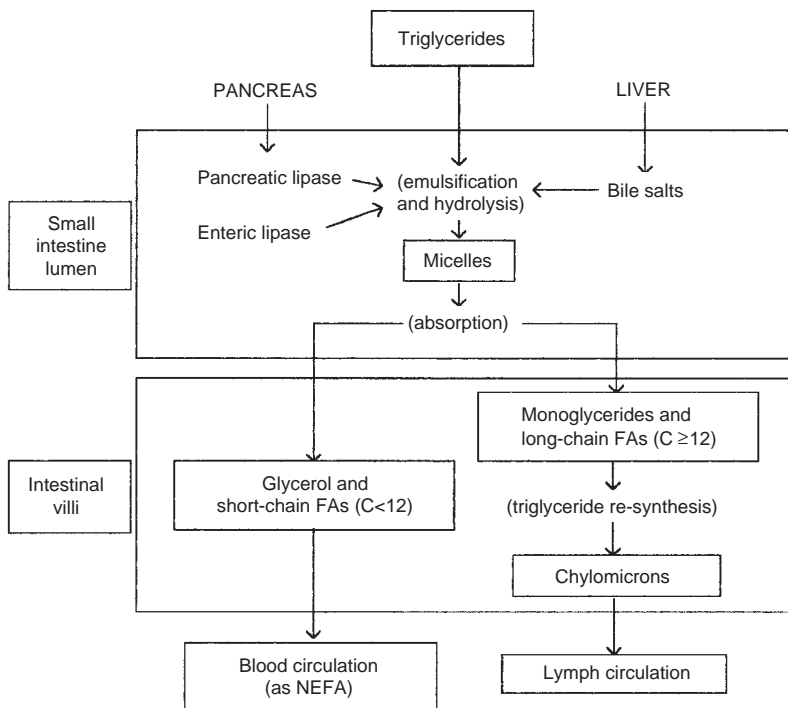 Triglycerides
PANCREAS
LIVER
Pancreatic lipase
(emulsification
and hydrolysis)
Bile salts
Enteric lipase
Small
intestine
lumen
Micelles
(absorption)
Monoglycerides and
long-chain FAs (C ≥12)
Intestinal
villi
Glycerol and
short-chain FAs (C<12)
(triglyceride re-synthesis)
Chylomicrons
Blood circulation
(as NEFA)
Lymph circulation